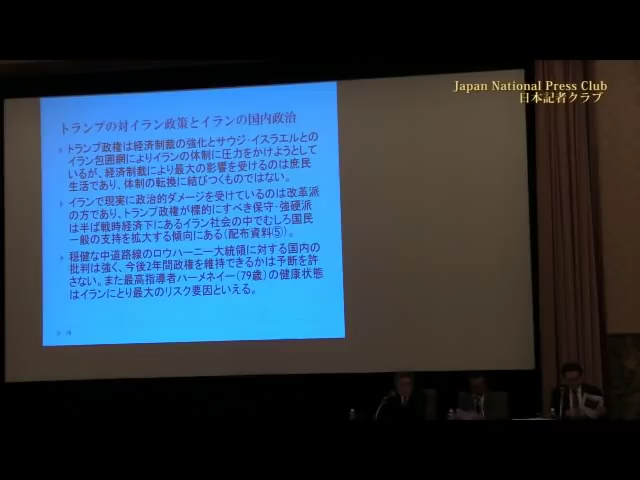 Japan National Press Club
日本記者クラブ
トランプの対イラン政策とイランの国内政治
トランプ政権は経済制裁の強化とサウジ・イスラエルとの
イラン包囲網によりイランの体制に圧力をかけようとして
いるが、経済制裁により最大の影響を受けるのは庶民
生活であり、体制の転換に結びつくものではない。
イランで現実に政治的ダメージを受けているのは改革派
の方であり、トランプ政権が標的にすべき保守・強硬派
は半ば戦時経済下にあるイラン社会の中でむしろ国民
一般の支持を拡大する傾向にある（配布資料⑤）。
穏健な中道路線のロウハーニー大統領に対する国内の
批判は強く、今後2年間政権を維持できるかは予断を許
さない。また最高指導者ハーメネイー（79歳）の健康状態
はイランにとり最大のリスク要因といえる。